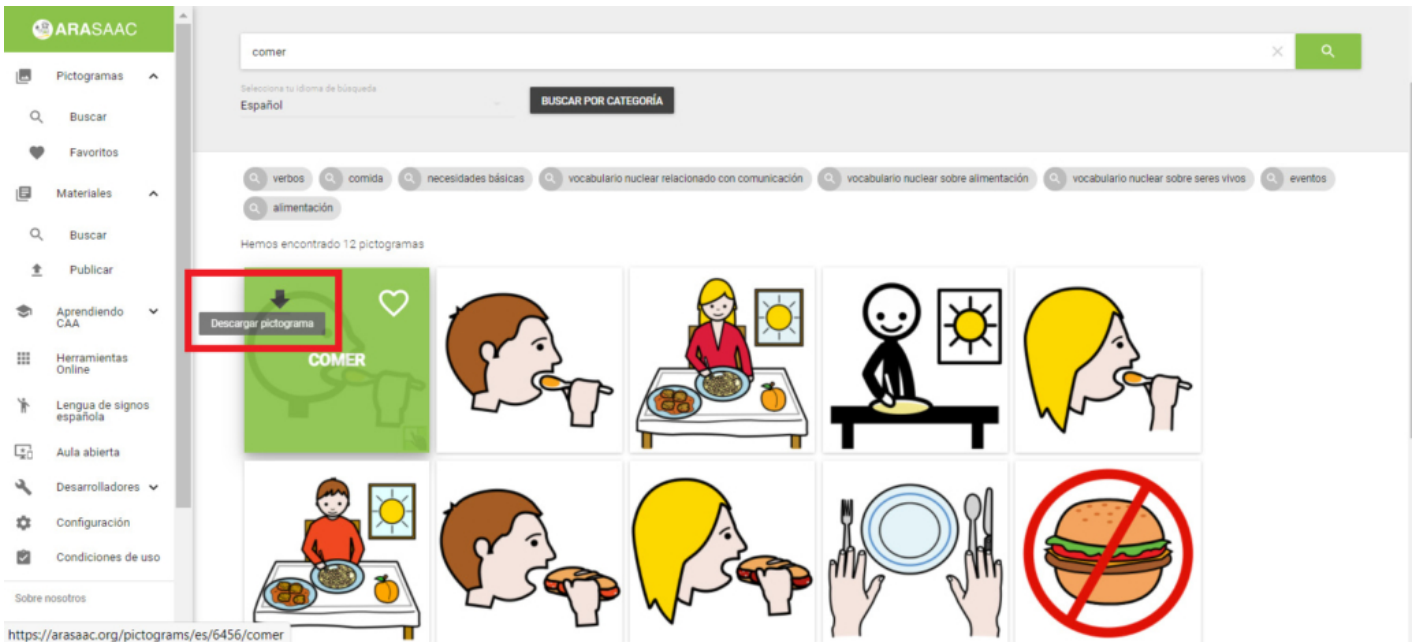 ARASAAC
Pictogramas
Buscar
Favoritos
Materiales
Buscar
Publicar
Aprendiendo
CAA
Herramientas
Online
Lengua de signos
española
Aula abierta
Desarrolladores
Configuración
Condiciones de uso
Sobre nosotros
comer
Selecciona tu idioma de búsqueda
Español
BUSCAR POR CATEGORÍA
verbos comida necesidades básicas vocabulario nuclear relacionado con comunicación vocabulario nuclear sobre alimentación vocabulario nuclear sobre seres vivos eventos
alimentación
Hemos encontrado 12 pictogramas
Descargar pictograma
COMER
https://arasaac.org/pictograms/es/6456/comer